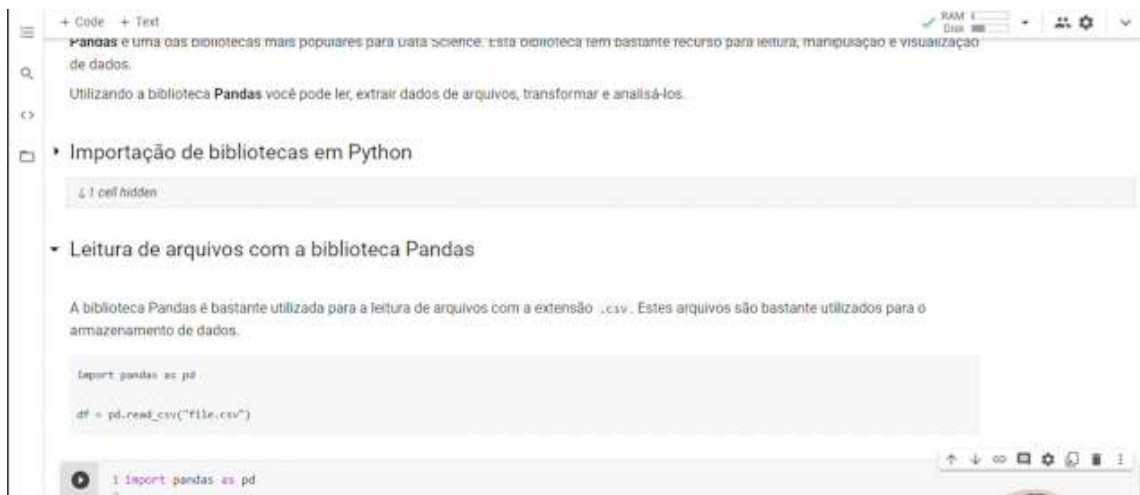 + Code + Text
RAM
Disk
Pandas é uma das bibliotecas mais populares para Data Science. Esta biblioteca tem bastante recurso para leitura, manipulação e visualização
de dados.
Utilizando a biblioteca Pandas você pode ler, extrair dados de arquivos, transformar e analisá-los.
Importação de bibliotecas em Python
↳ 1 cell hidden
Leitura de arquivos com a biblioteca Pandas
A biblioteca Pandas é bastante utilizada para a leitura de arquivos com a extensão .csv. Estes arquivos são bastante utilizados para o
armazenamento de dados.
import pandas as pd
df = pd.read_csv("file.csv")
1 import pandas as pd